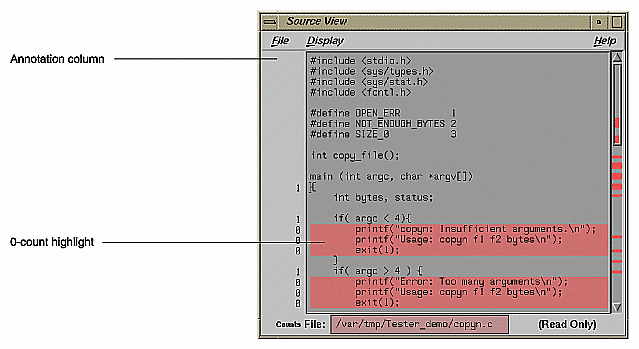 Source View
File Display Help
Annotation column
#include <stdio.h>
#include <sys/types.h>
#include <sys/stat.h>
#include <fcntl.h>
#define OPEN_ERR 1
#define NOT_ENOUGH_BYTES 2
#define SIZE_0 3
int copy_file();
main (int argc, char *argv[])
1 {
int bytes, status;
1 if( argc < 4){
0 printf("copyn: Insufficient arguments.\n");
0-count highlight
0 printf("Usage: copyn f1 f2 bytes\n");
0 exit(1);
}
1 if( argc > 4 ) {
0 printf("Error: Too many arguments\n");
0 printf("Usage: copyn f1 f2 bytes\n");
0 exit(1);
Counts File: /var/tmp/Tester_demo/copyn.c (Read Only)